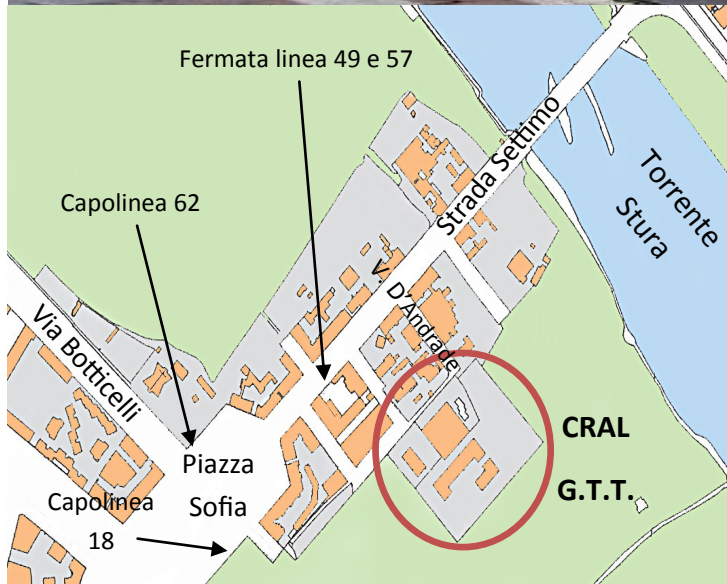 Fermata linea 49 e 57
Strada Settimo
Torrente
Stura
Capolinea 62
V. D'Andrade
Via Botticelli
CRAL
G.T.T.
Piazza
Sofia
Capolinea
18